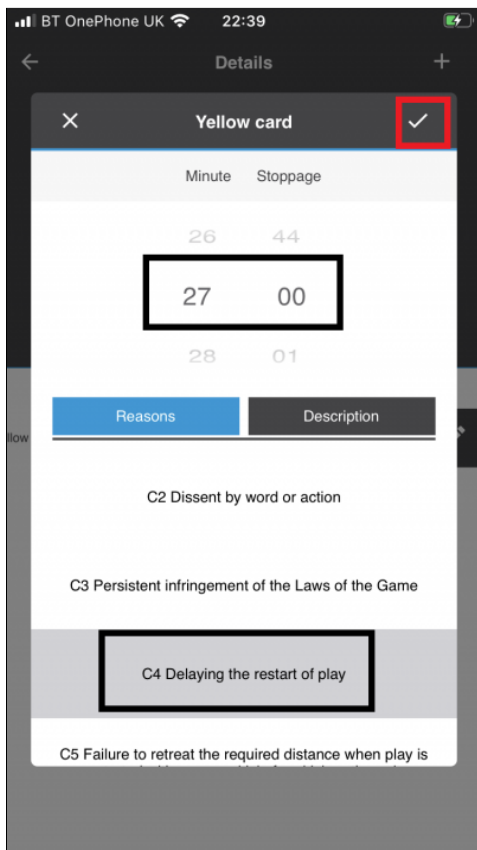 BT OnePhone UK 22:39
Details
Yellow card
Minute Stoppage
26 44
27 00
28 01
Reasons Description
llow
C2 Dissent by word or action
C3 Persistent infringement of the Laws of the Game
C4 Delaying the restart of play
C5 Failure to retreat the required distance when play is